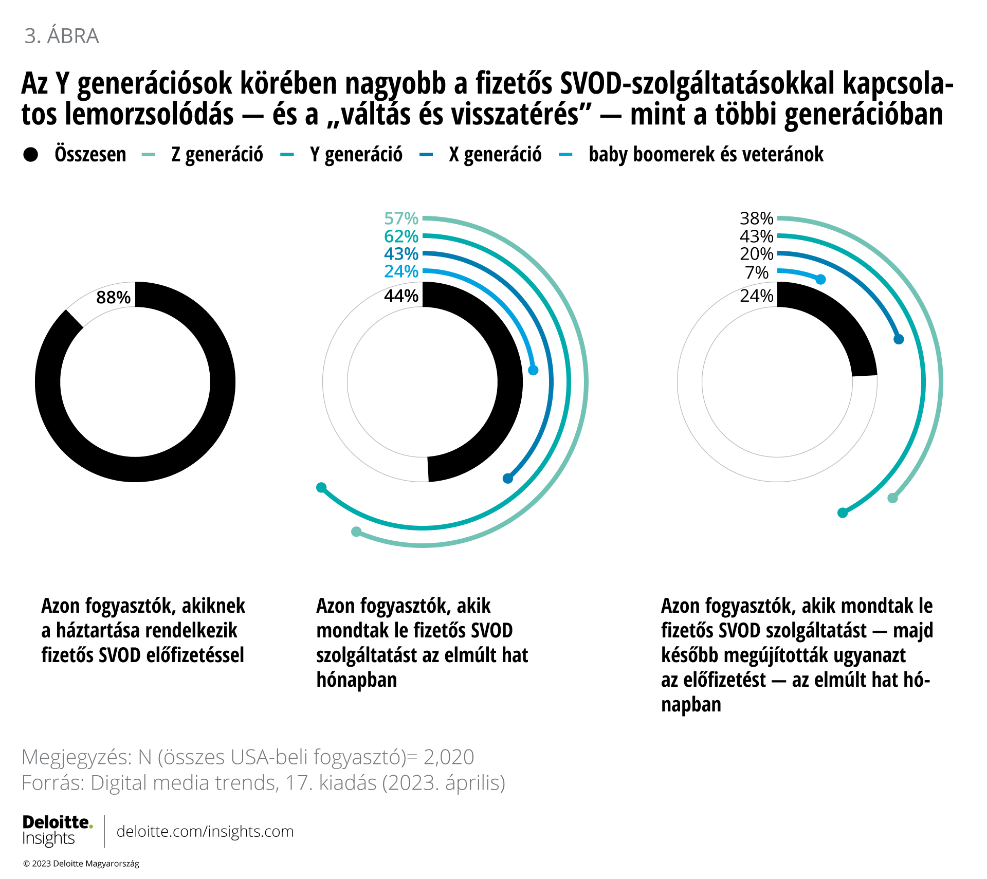 3. ÁBRA
Az Y generációsok körében nagyobb a fizetős SVOD-szolgáltatásokkal kapcsola-
tos lemorzsolódás — és a „váltás és visszatérés” — mint a többi generációban
Összesen Z generáció Y generáció X generáció baby boomerek és veteránok
88%
57%
62%
43%
24%
44%
38%
43%
20%
7%
24%
Azon fogyasztók, akiknek
a háztartása rendelkezik
fizetős SVOD előfizetéssel
Azon fogyasztók, akik
mondtak le fizetős SVOD
szolgáltatást az elmúlt hat
hónapban
Azon fogyasztók, akik mondtak le
fizetős SVOD szolgáltatást — majd
később megújították ugyanazt
az előfizetést — az elmúlt hat hó-
napban
Megjegyzés: N (összes USA-beli fogyasztó)= 2,020
Forrás: Digital media trends, 17. kiadás (2023. április)
Deloitte.
Insights
deloitte.com/insights.com
© 2023 Deloitte Magyarország